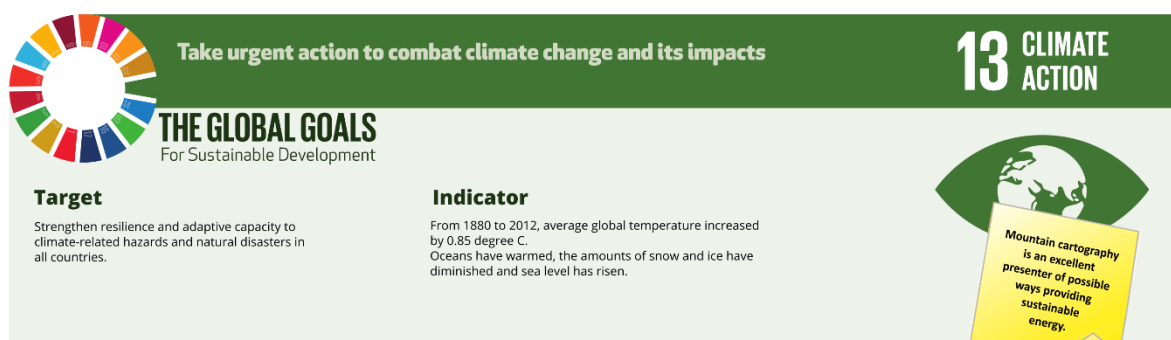 Take urgent action to combat climate change and its impacts
13 CLIMATE
ACTION
THE GLOBAL GOALS
For Sustainable Development
Target
Strengthen resilience and adaptive capacity to
climate-related hazards and natural disasters in
all countries.
Indicator
From 1880 to 2012, average global temperature increased
by 0.85 degree C.
Oceans have warmed, the amounts of snow and ice have
diminished and sea level has risen.
Mountain cartography
is an excellent
presenter of possible
ways providing
sustainable
energy.